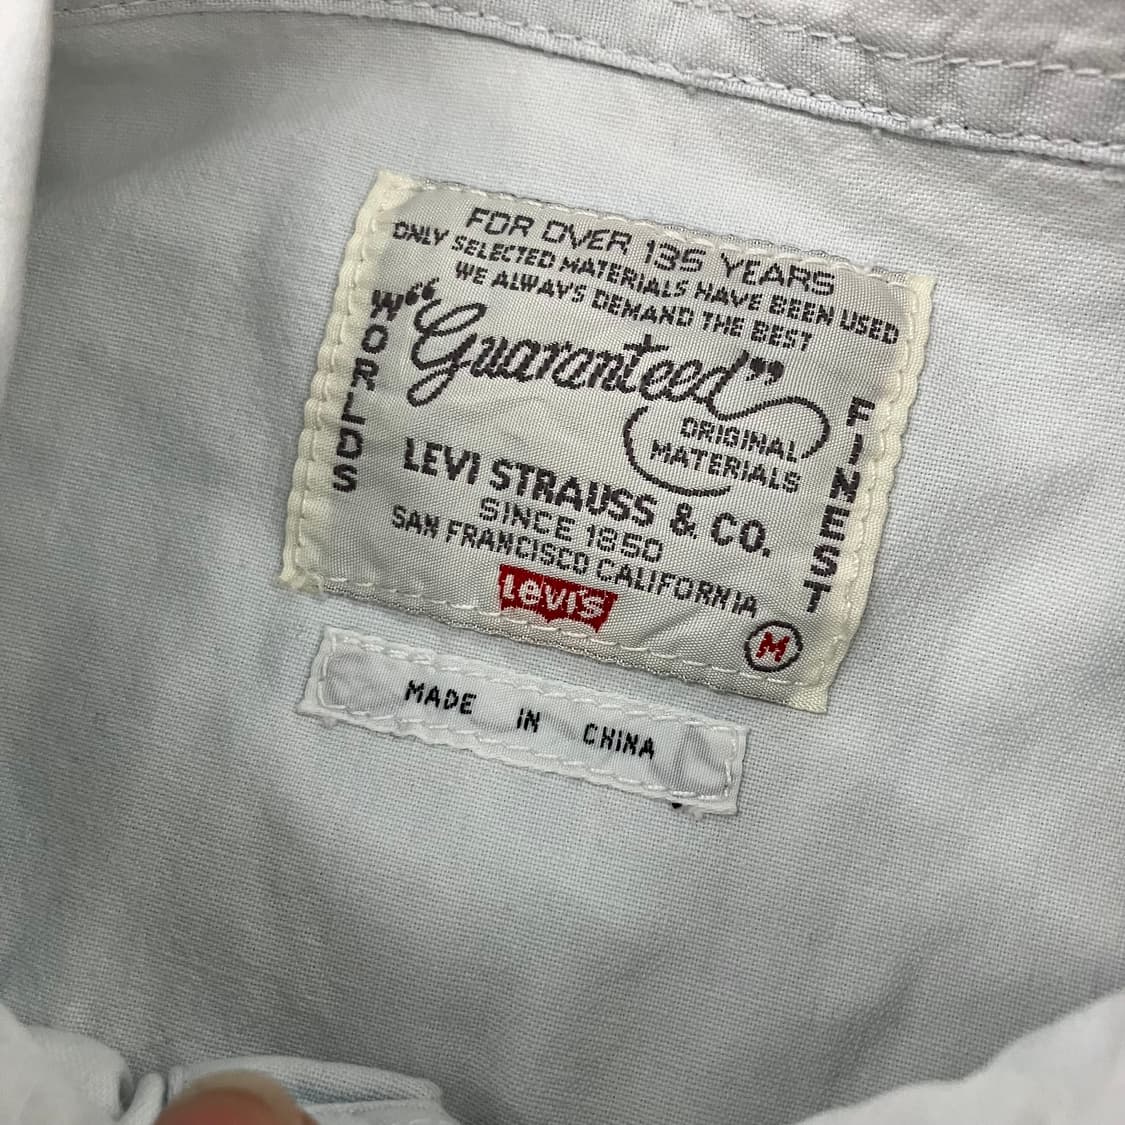 FOR OVER 135 YEARS
ONLY SELECTED MATERIALS HAVE BEEN USED
WE ALWAYS DEMAND THE BEST
WORLDS
"Guaranteed"
FINEST
ORIGINAL
MATERIALS
LEVI STRAUSS & CO.
SINCE 1850
SAN FRANCISCO CALIFORNIA
Levi's
M
MADE IN CHINA